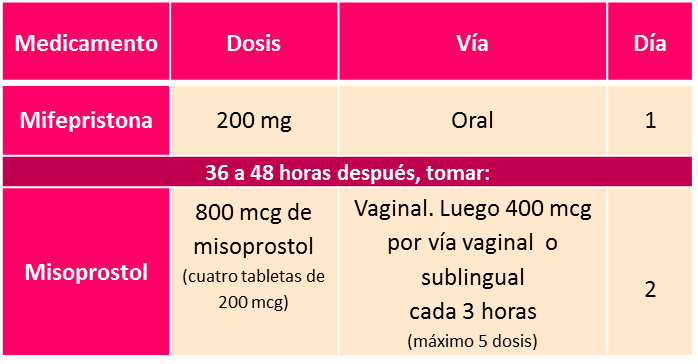 Medicamento Dosis Vía Día
Mifepristona 200 mg Oral 1
36 a 48 horas después, tomar:
Misoprostol
800 mcg de
misoprostol
(cuatro tabletas de
200 mcg)
Vaginal. Luego 400 mcg
por vía vaginal o
sublingual
cada 3 horas
(máximo 5 dosis)
2